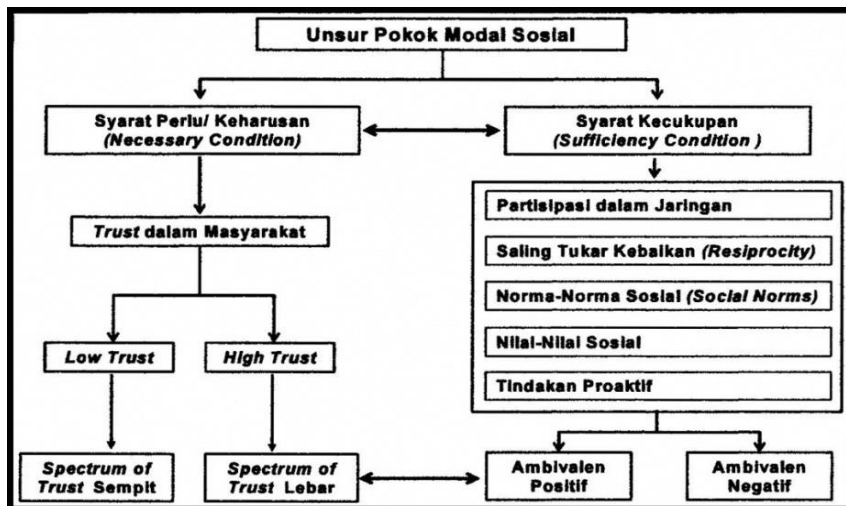 Unsur Pokok Modal Sosial
Syarat Perlu/ Keharusan
(Necessary Condition)
Syarat Kecukupan
(Sufficiency Condition )
Trust dalam Masyarakat
Low Trust
High Trust
Spectrum of
Trust Sempit
Spectrum of
Trust Lebar
Partisipasi dalam Jaringan
Saling Tukar Kebaikan (Resiprocity)
Norma-Norma Sosial (Social Norms)
Nilai-Nilai Sosial
Tindakan Proaktif
Ambivalen
Positif
Ambivalen
Negatif